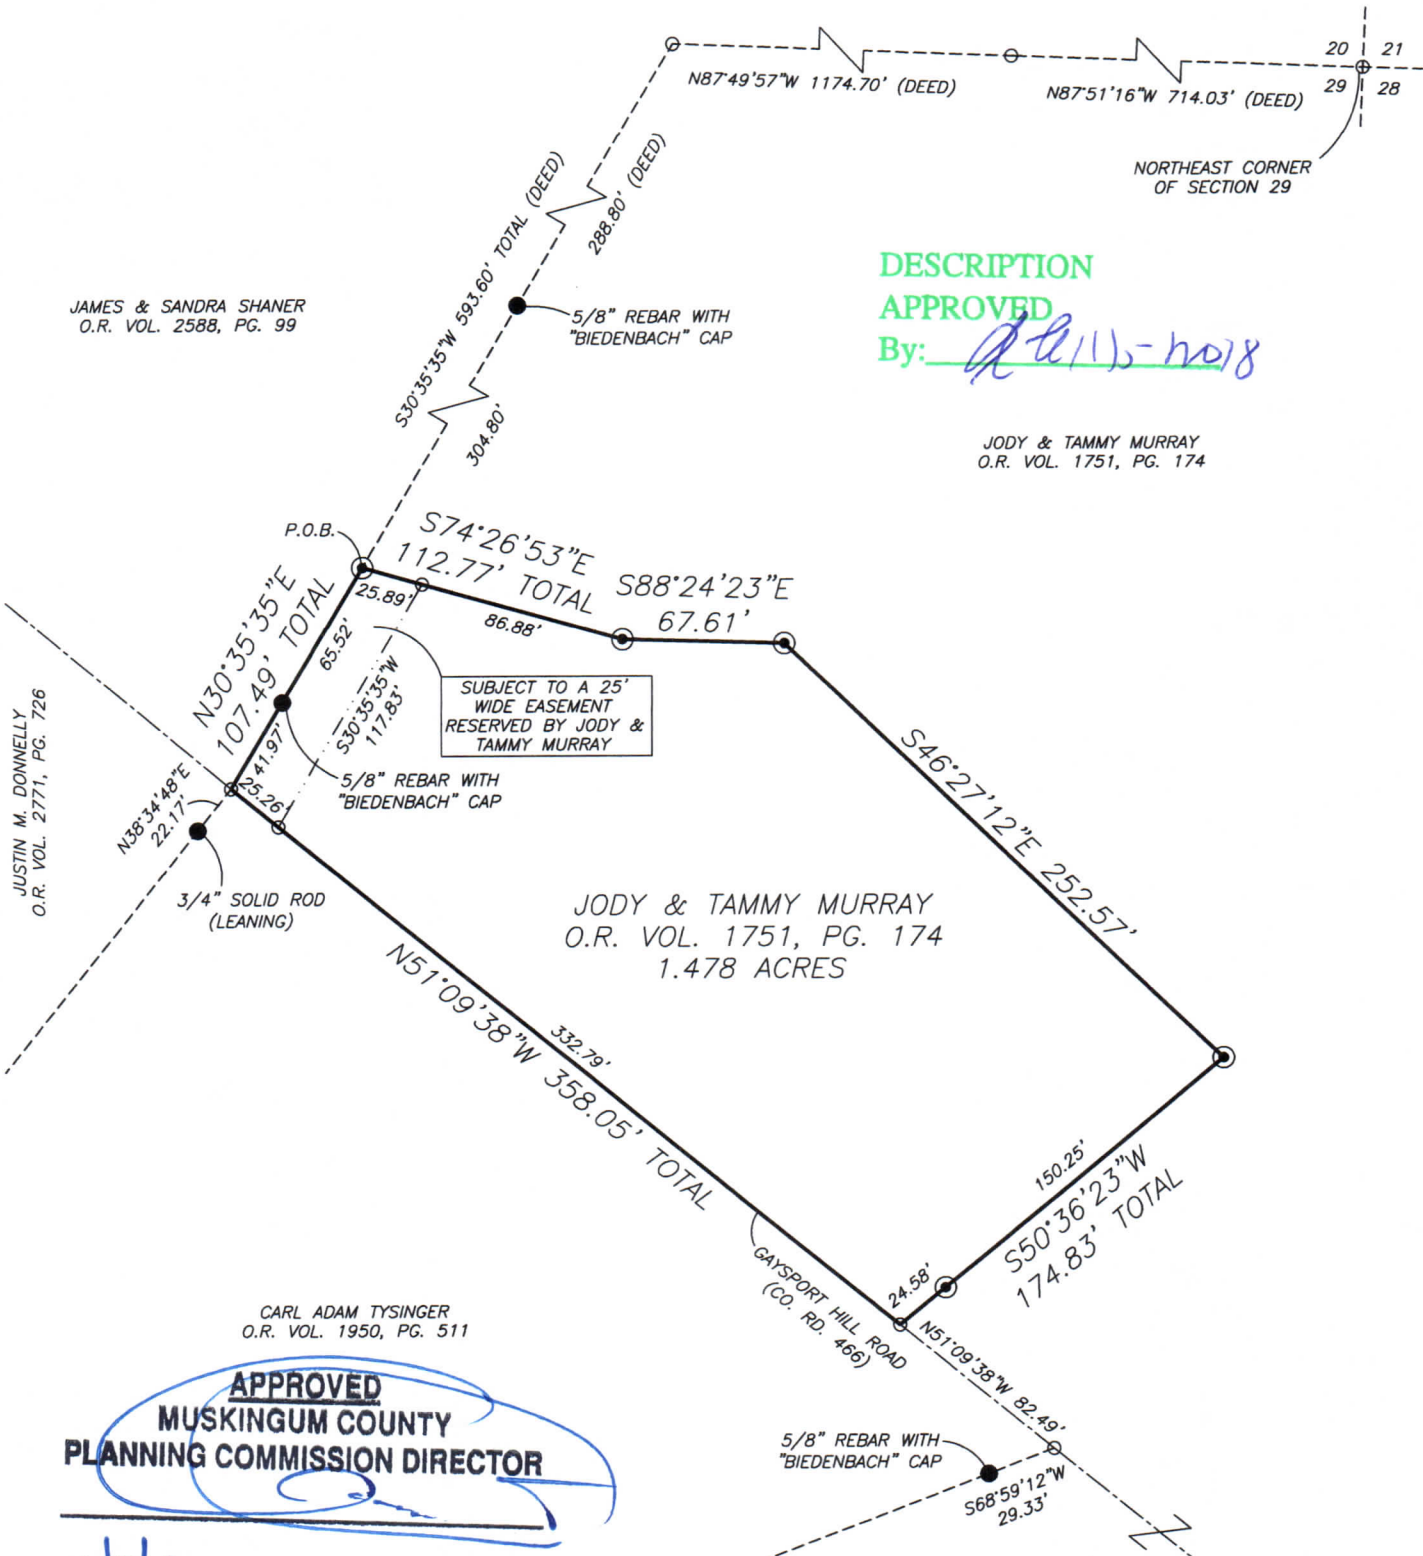 20 21
29 28
N87°49'57"W 1174.70' (DEED)
N87°51'16"W 714.03' (DEED)
NORTHEAST CORNER
OF SECTION 29
S30°35'35"W 593.60' TOTAL (DEED)
288.80' (DEED)
JAMES & SANDRA SHANER
O.R. VOL. 2588, PG. 99
5/8" REBAR WITH
"BIEDENBACH" CAP
DESCRIPTION
APPROVED
By:
304.80'
JODY & TAMMY MURRAY
O.R. VOL. 1751, PG. 174
P.O.B.
S74°26'53"E
112.77' TOTAL
25.89'
86.88'
S88°24'23"E
67.61'
N30°35'35"E
107.49' TOTAL
65.52'
41.97'
S30°35'35"W
117.83'
SUBJECT TO A 25'
WIDE EASEMENT
RESERVED BY JODY &
TAMMY MURRAY
5/8" REBAR WITH
"BIEDENBACH" CAP
25.26'
N38°34'48"E
22.17'
JUSTIN M. DONNELLY
O.R. VOL. 2771, PG. 726
3/4" SOLID ROD
(LEANING)
S46°27'12"E 252.57'
JODY & TAMMY MURRAY
O.R. VOL. 1751, PG. 174
1.478 ACRES
332.79'
N51°09'38"W 358.05' TOTAL
150.25'
S50°36'23"W
174.83' TOTAL
24.58'
GAYSPORT HILL ROAD
(CO. RD. 466)
N51°09'38"W 82.49'
CARL ADAM TYSINGER
O.R. VOL. 1950, PG. 511
APPROVED
MUSKINGUM COUNTY
PLANNING COMMISSION DIRECTOR
5/8" REBAR WITH
"BIEDENBACH" CAP
S68°59'12"W
29.33'